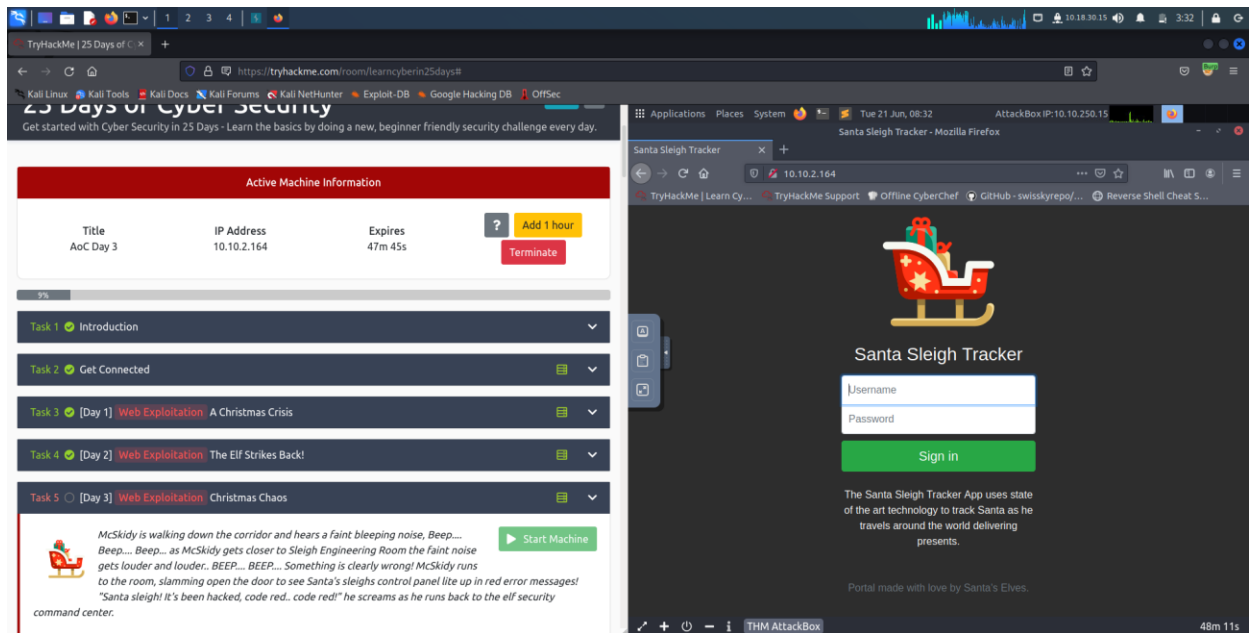 1 2 3 4
10.18.30.15
3:32
TryHackMe | 25 Days of C
https://tryhackme.com/room/learncyberin25days#
Kali Linux Kali Tools Kali Docs Kali Forums Kali NetHunter Exploit-DB Google Hacking DB OffSec
25 Days of Cyber Security
Get started with Cyber Security in 25 Days - Learn the basics by doing a new, beginner friendly security challenge every day.
Active Machine Information
Title IP Address Expires
AoC Day 3 10.10.2.164 47m 45s
? Add 1 hour
Terminate
9%
Task 1 Introduction
Task 2 Get Connected
Task 3 [Day 1] Web Exploitation A Christmas Crisis
Task 4 [Day 2] Web Exploitation The Elf Strikes Back!
Task 5 [Day 3] Web Exploitation Christmas Chaos
McSkidy is walking down the corridor and hears a faint bleeping noise, Beep....
Beep.... Beep... as McSkidy gets closer to Sleigh Engineering Room the faint noise
gets louder and louder.. BEEP.... BEEP.... Something is clearly wrong! McSkidy runs
to the room, slamming open the door to see Santa's sleighs control panel lite up in red error messages!
"Santa sleigh! It's been hacked, code red.. code red!" he screams as he runs back to the elf security
command center.
Start Machine
Applications Places System Tue 21 Jun, 08:32 AttackBox IP:10.10.250.15
Santa Sleigh Tracker - Mozilla Firefox
Santa Sleigh Tracker
10.10.2.164
TryHackMe | Learn Cy... TryHackMe Support Offline CyberChef GitHub - swisskyrepo/... Reverse Shell Cheat S...
Santa Sleigh Tracker
Username
Password
Sign in
The Santa Sleigh Tracker App uses state
of the art technology to track Santa as he
travels around the world delivering
presents.
Portal made with love by Santa's Elves.
THM AttackBox
48m 11s